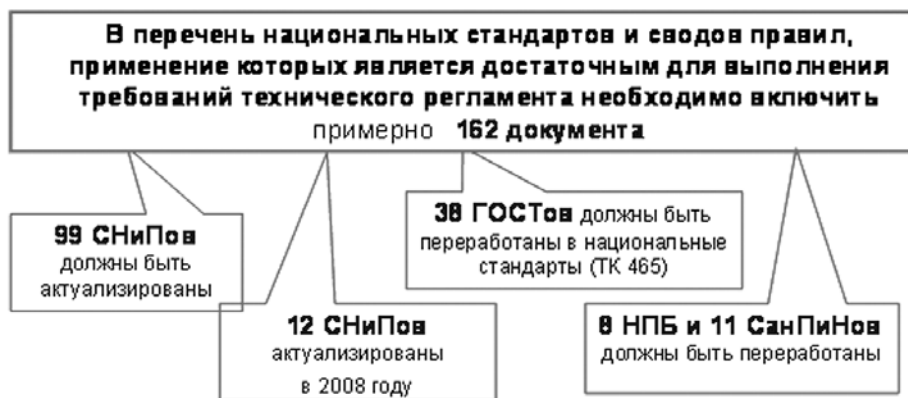 В перечень национальных стандартов и сводов правил,
применение которых является достаточным для выполнения
требований технического регламента необходимо включить
примерно 162 документа
99 СНиПов
должны быть
актуализированы
12 СНиПов
актуализированы
в 2008 году
38 ГОСТов должны быть
переработаны в национальные
стандарты (ТК 465)
8 НПБ и 11 СанПиНов
должны быть переработаны